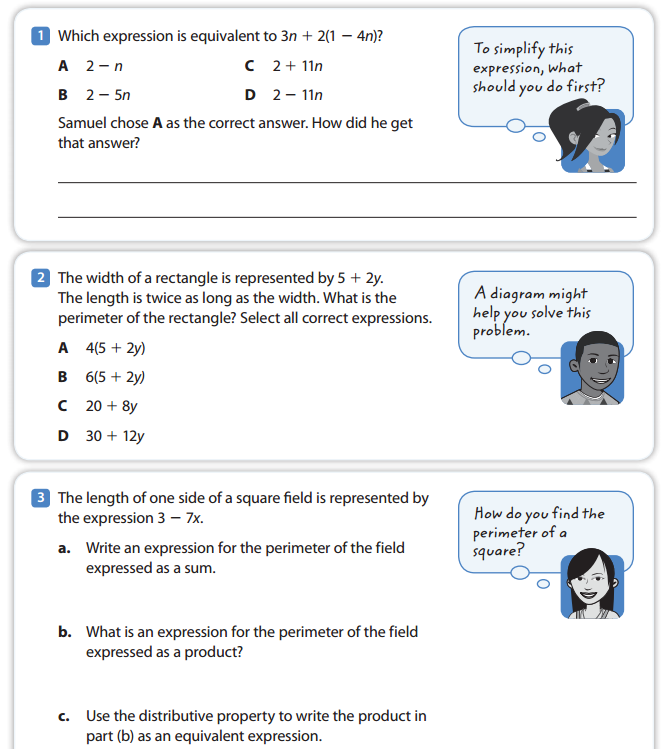 1 Which expression is equivalent to 3n + 2(1 − 4n)?
A 2 − n
C 2 + 11n
B 2 − 5n
D 2 − 11n
Samuel chose A as the correct answer. How did he get
that answer?
To simplify this
expression, what
should you do first?
2 The width of a rectangle is represented by 5 + 2y.
The length is twice as long as the width. What is the
perimeter of the rectangle? Select all correct expressions.
A 4(5 + 2y)
B 6(5 + 2y)
C 20 + 8y
D 30 + 12y
A diagram might
help you solve this
problem.
3 The length of one side of a square field is represented by
the expression 3 − 7x.
a. Write an expression for the perimeter of the field
expressed as a sum.
b. What is an expression for the perimeter of the field
expressed as a product?
c. Use the distributive property to write the product in
part (b) as an equivalent expression.
How do you find the
perimeter of a
square?